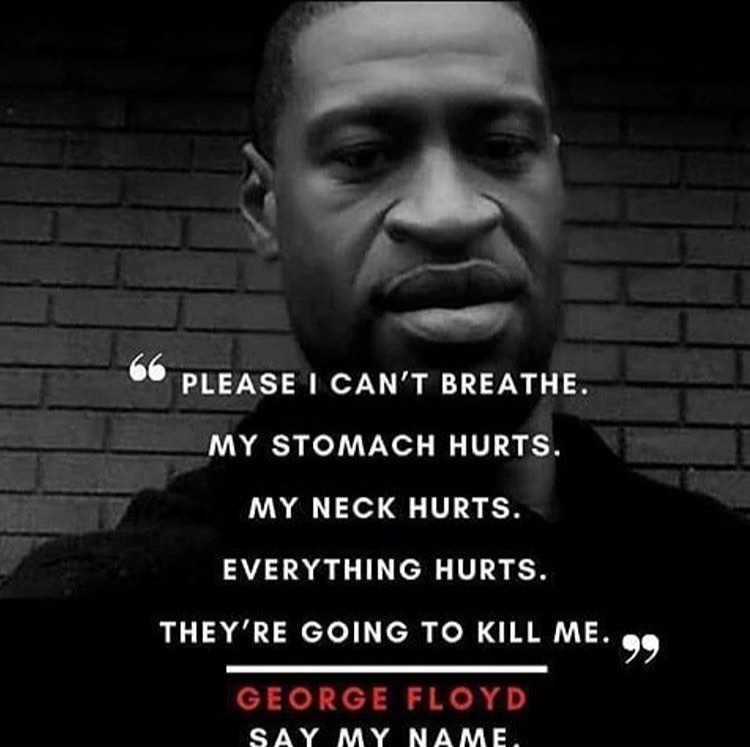 “ PLEASE I CAN’T BREATHE.
MY STOMACH HURTS.
MY NECK HURTS.
EVERYTHING HURTS.
THEY’RE GOING TO KILL ME. ”
GEORGE FLOYD
SAY MY NAME.